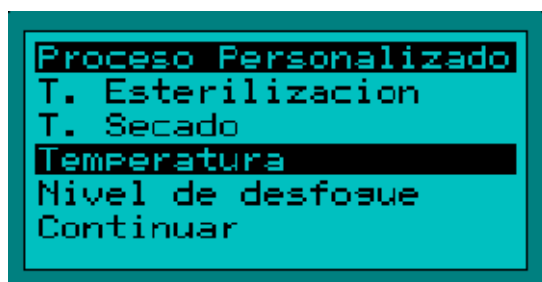 Proceso Personalizado
T. Esterilizacion
T. Secado
Temperatura
Nivel de desfogue
Continuar